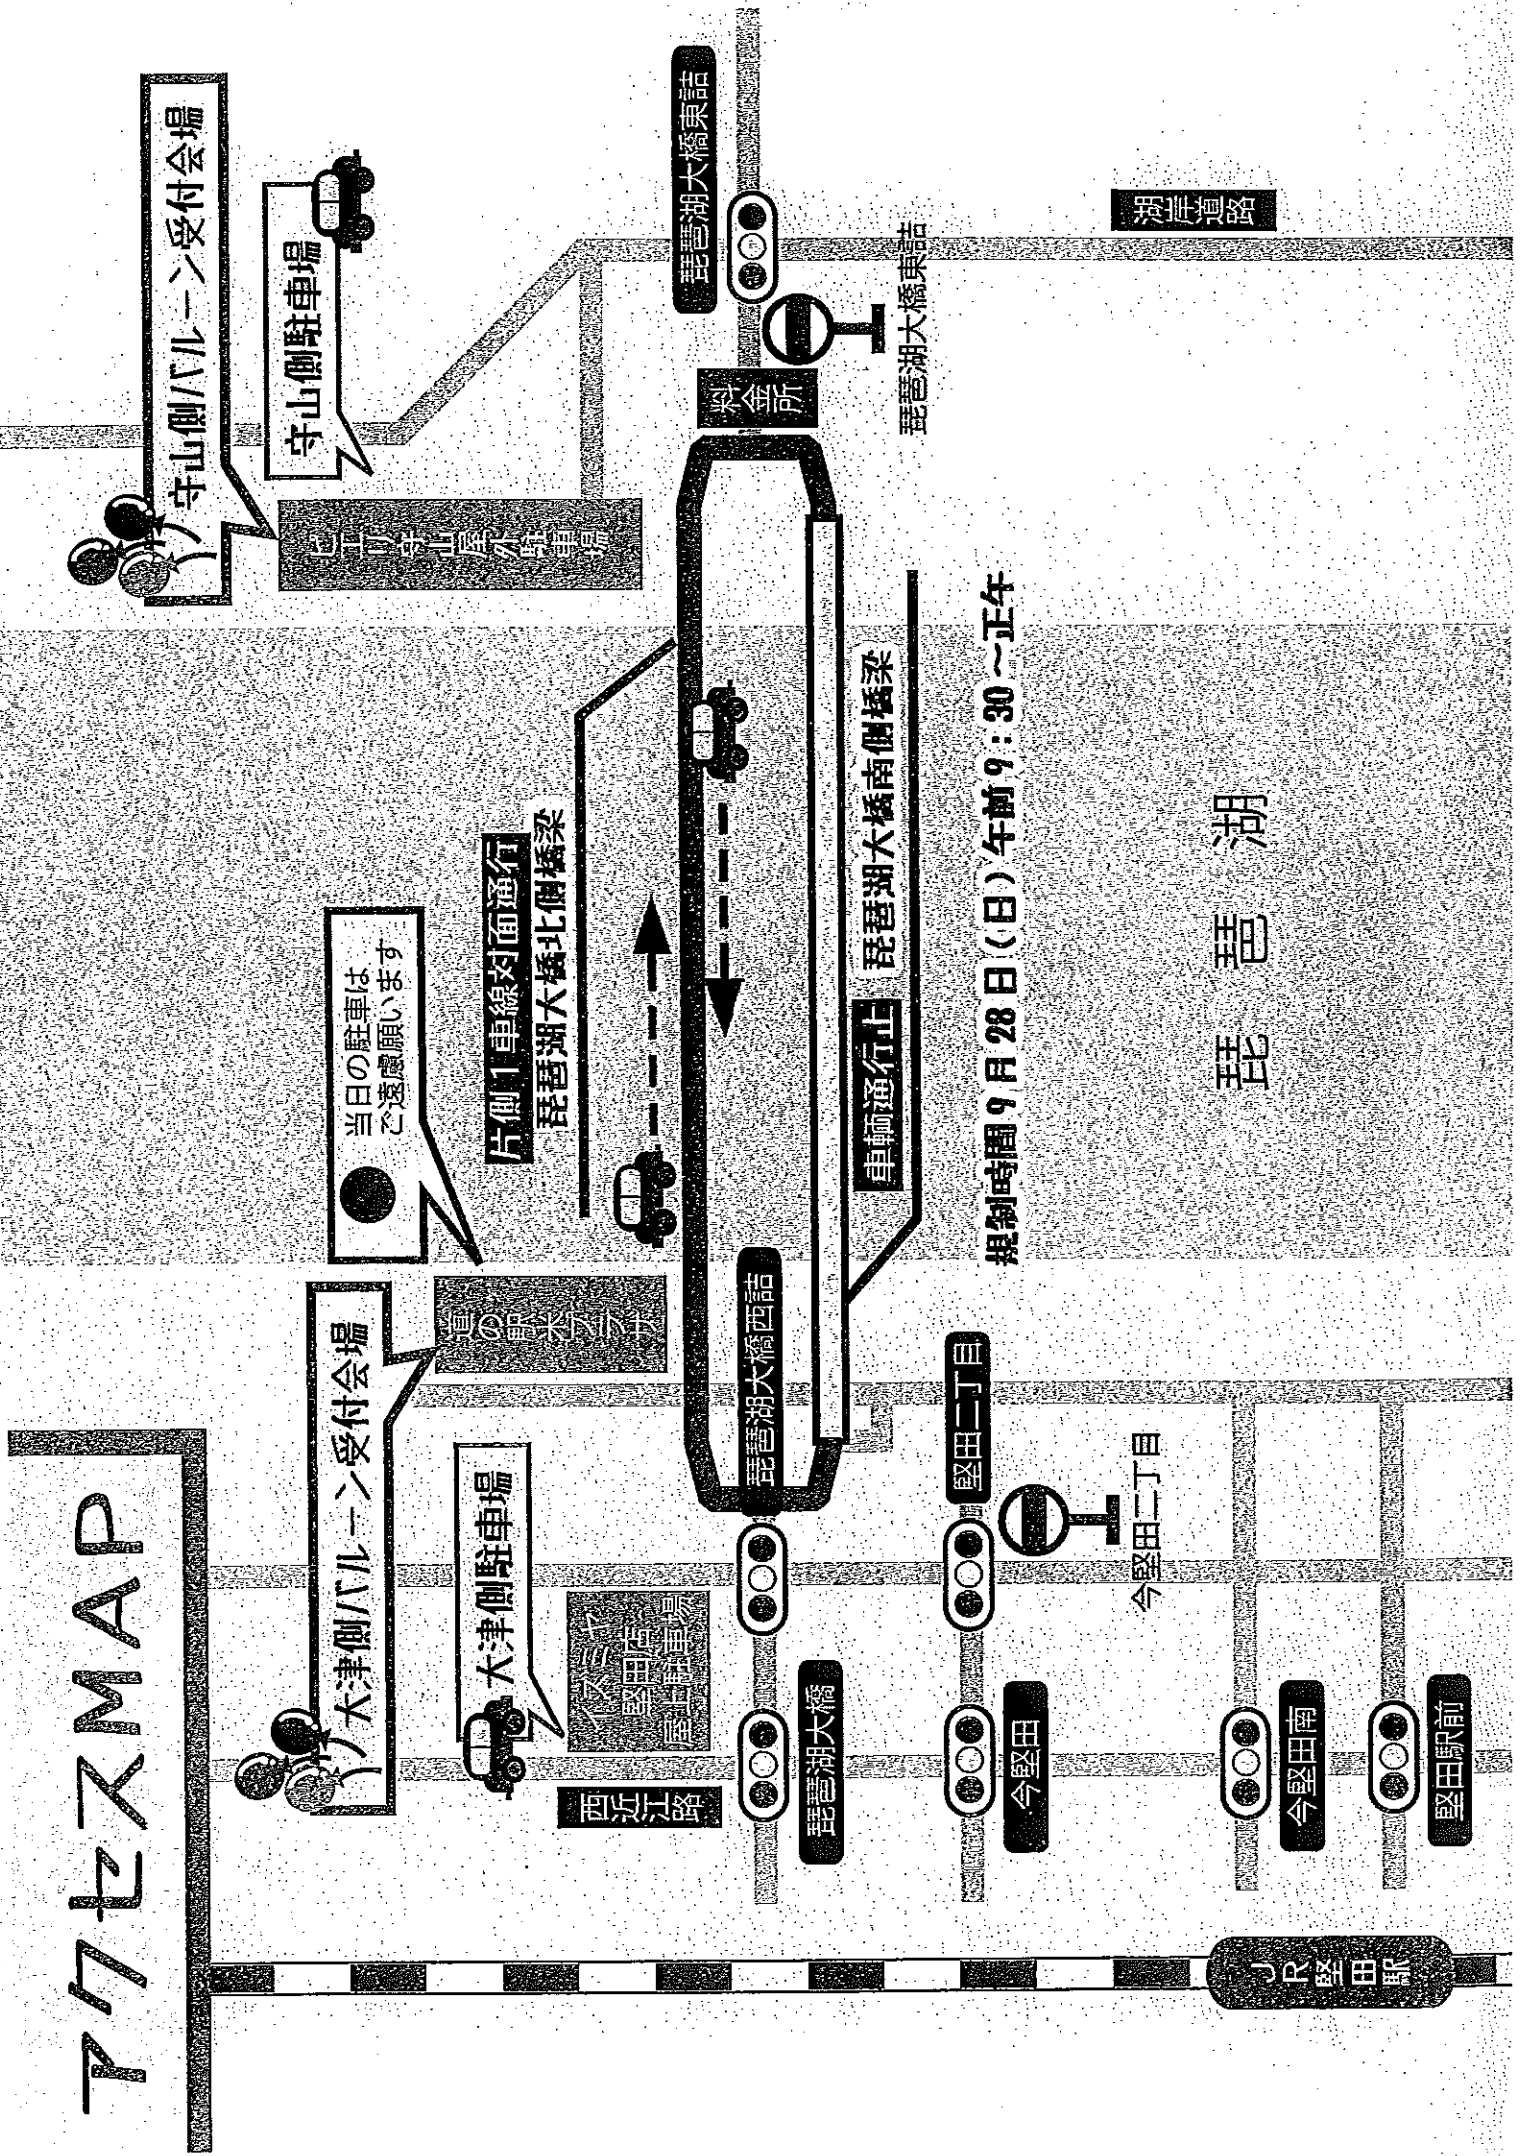 アクセスMAP
大津側バルーン受付会場
守山側バルーン受付会場
当日の駐車は
ご遠慮願います
守山側駐車場
大津側駐車場
道の駅米プラザ
ピエリ守山屋外駐車場
片側1車線対面通行
琵琶湖大橋北側橋梁
イズミヤ
堅田店
屋上駐車場
西近江路
琵琶湖大橋西詰
琵琶湖大橋
料金所
琵琶湖大橋東詰
琵琶湖大橋東詰
車輌通行止
琵琶湖大橋南側橋梁
規制時間 9月28日(日)午前9:30~正午
堅田二丁目
今堅田
今堅田二丁目
湖岸道路
琵琶湖
今堅田南
堅田駅前
JR堅田駅